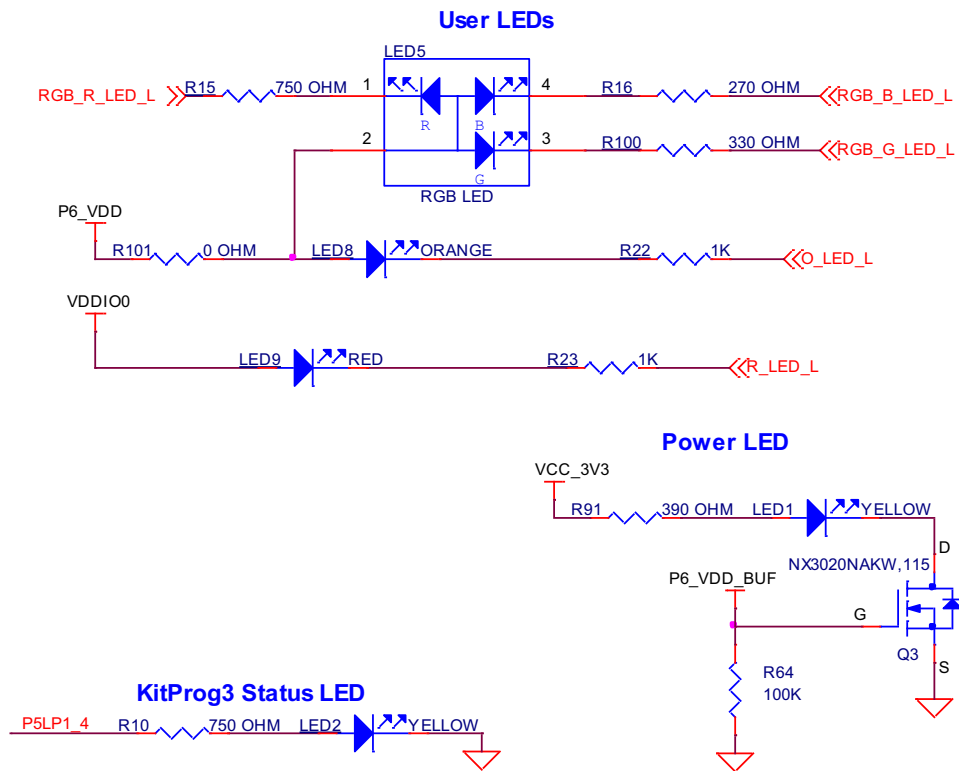 User LEDs
LED5
RGB_R_LED_L R15 750 OHM 1 4 R16 270 OHM RGB_B_LED_L
R B
2 3 R100 330 OHM RGB_G_LED_L
G
RGB LED
P6_VDD
R101 0 OHM LED8 ORANGE R22 1K O_LED_L
VDDIO0
LED9 RED R23 1K R_LED_L
Power LED
VCC_3V3
R91 390 OHM LED1 YELLOW
D
NX3020NAKW,115
P6_VDD_BUF
G
Q3
S
R64
100K
KitProg3 Status LED
P5LP1_4 R10 750 OHM LED2 YELLOW